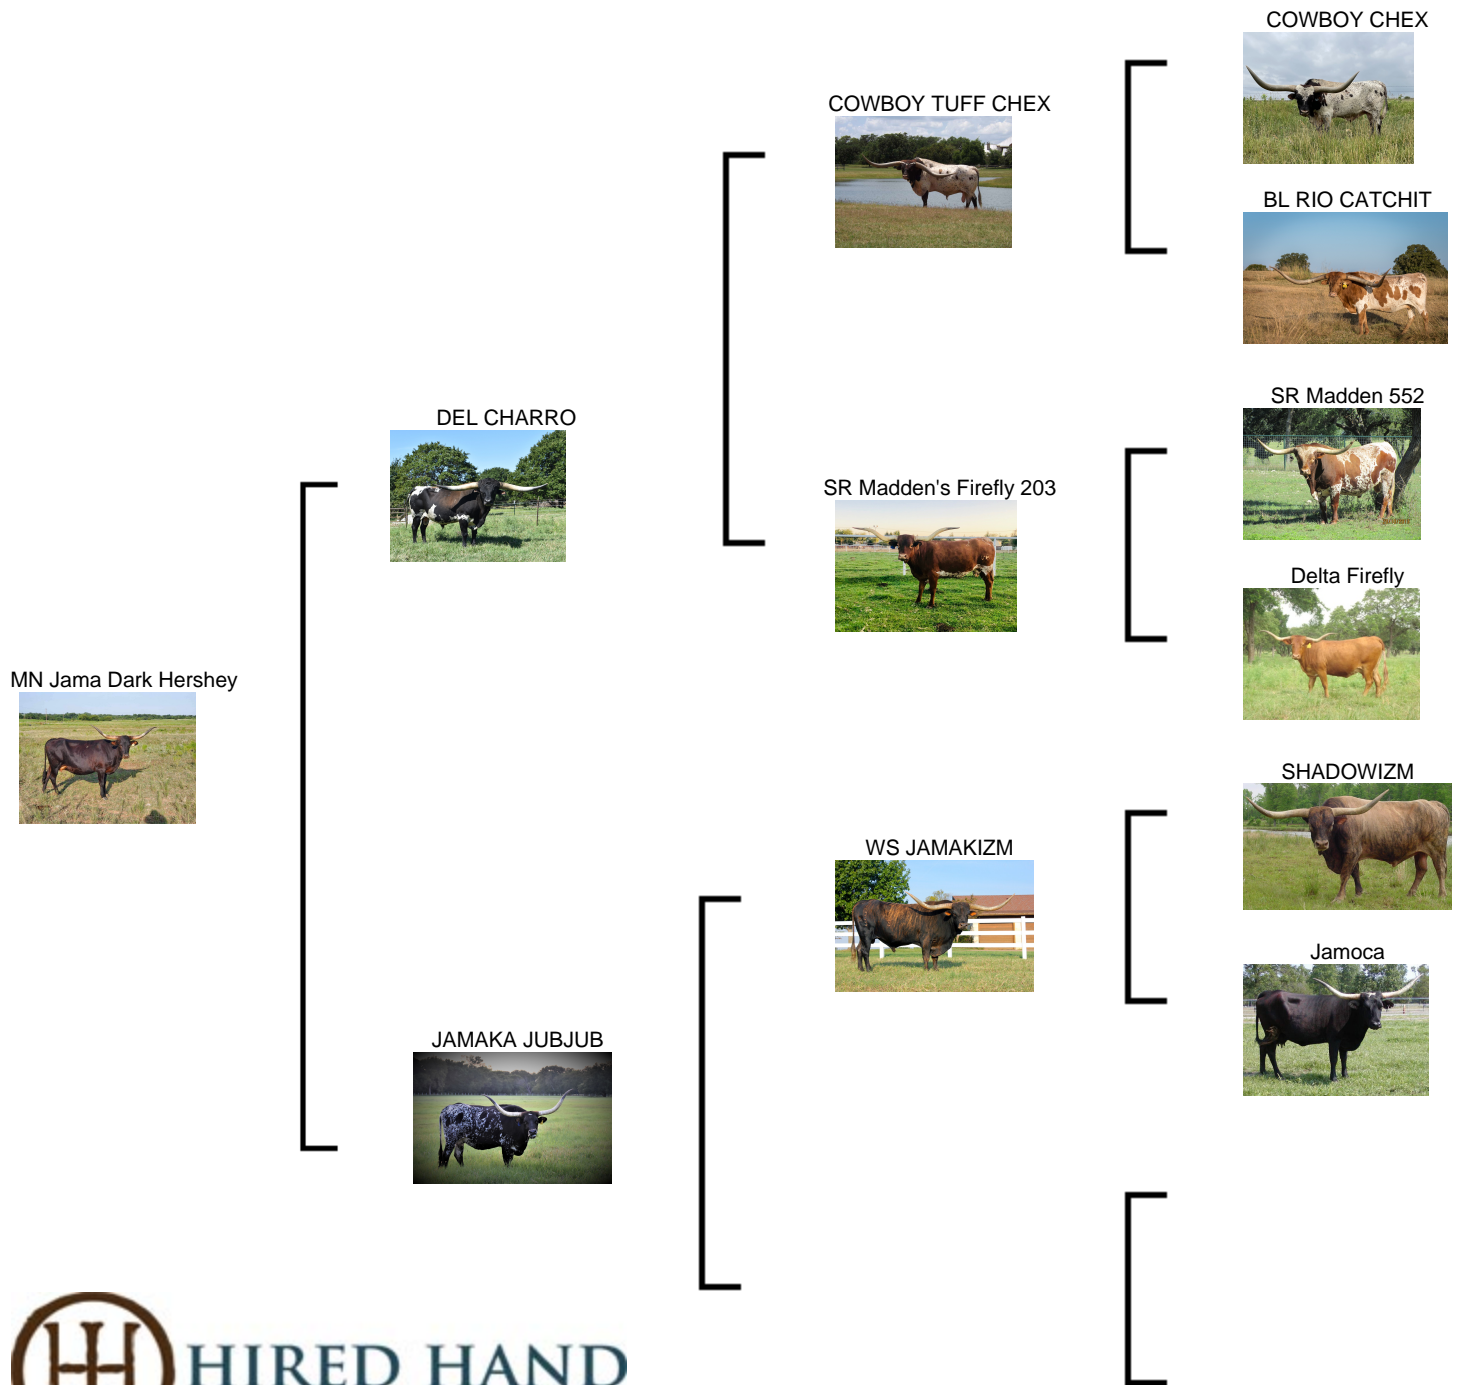 COWBOY CHEX
COWBOY TUFF CHEX
BL RIO CATCHIT
DEL CHARRO
SR Madden 552
SR Madden's Firefly 203
Delta Firefly
MN Jama Dark Hershey
SHADOWIZM
WS JAMAKIZM
Jamoca
JAMAKA JUBJUB
HIRED HAND